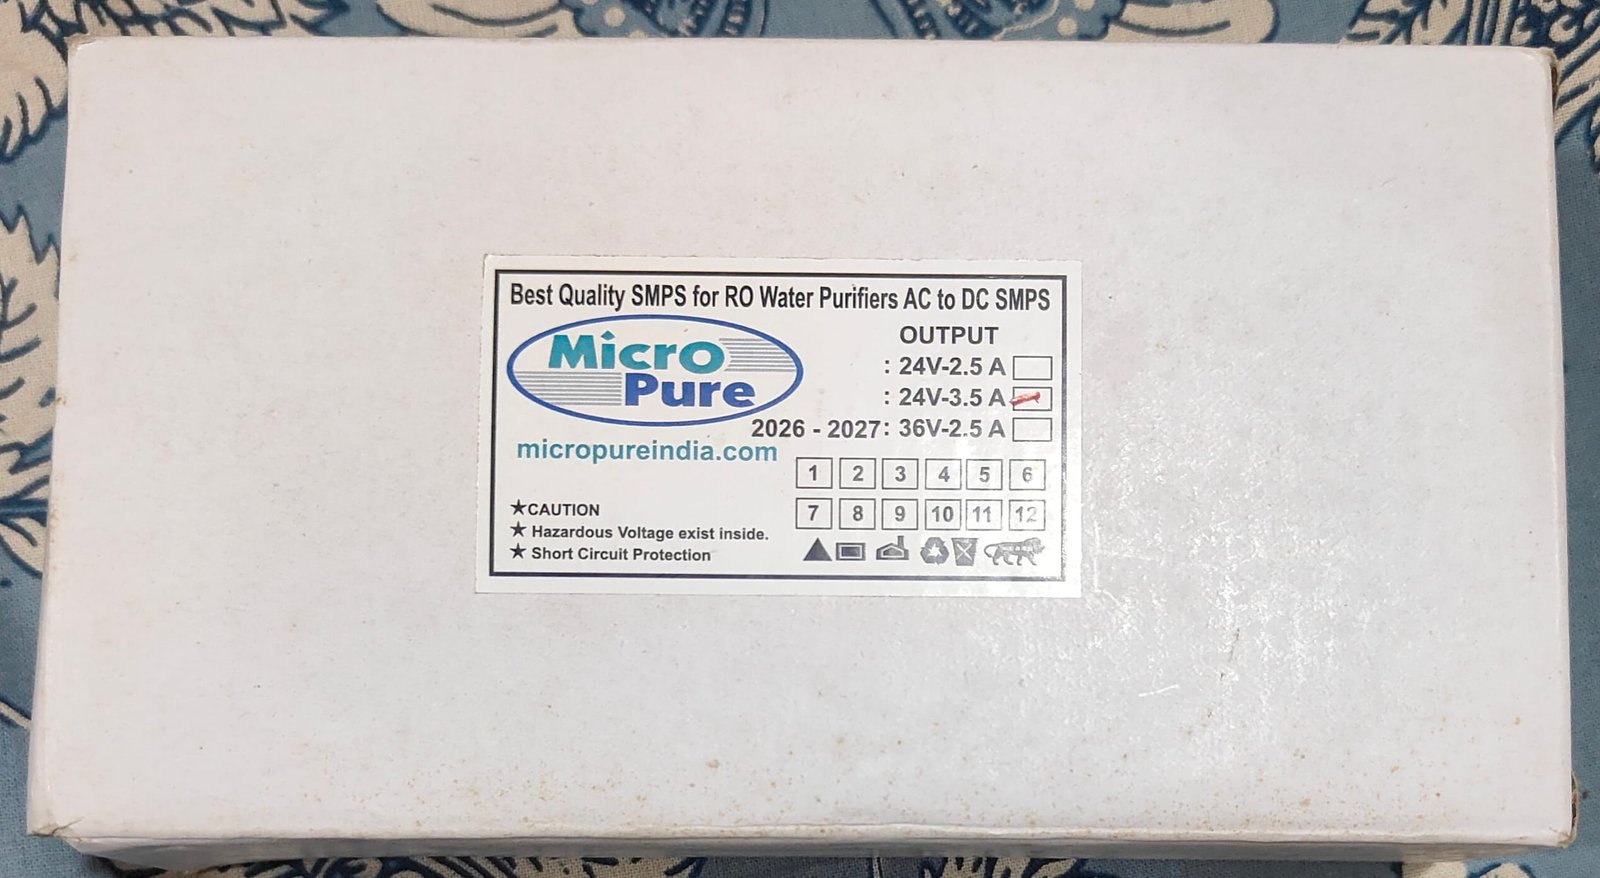 Best Quality SMPS for RO Water Purifiers AC to DC SMPS
Micro
Pure
micropureindia.com
OUTPUT
: 24V-2.5 A
: 24V-3.5 A
2026 - 2027: 36V-2.5 A
1 2 3 4 5 6
7 8 9 10 11 12
★CAUTION
★ Hazardous Voltage exist inside.
★ Short Circuit Protection